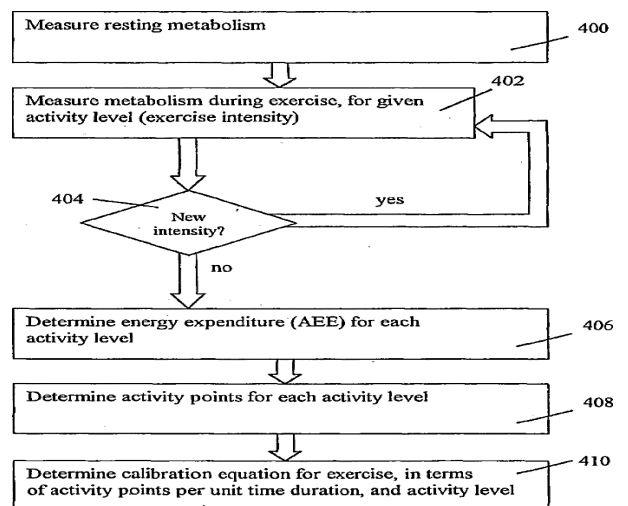 Measure resting metabolism
400
Measure metabolism during exercise, for given
activity level (exercise intensity)
402
404
New
intensity?
yes
no
Determine energy expenditure (AEE) for each
activity level
406
Determine activity points for each activity level
408
Determine calibration equation for exercise, in terms
of activity points per unit time duration, and activity level
410